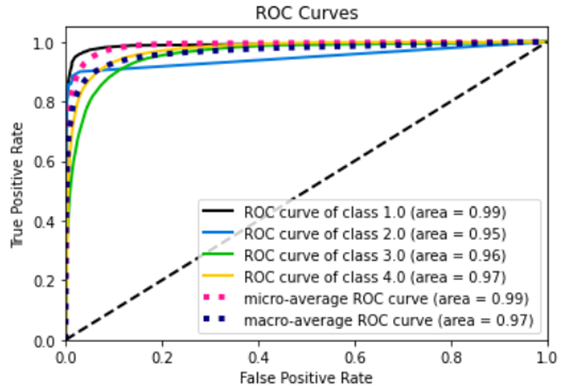 ROC Curves
True Positive Rate
1.0
0.8
0.6
0.4
0.2
0.0
ROC curve of class 1.0 (area = 0.99)
ROC curve of class 2.0 (area = 0.95)
ROC curve of class 3.0 (area = 0.96)
ROC curve of class 4.0 (area = 0.97)
micro-average ROC curve (area = 0.99)
macro-average ROC curve (area = 0.97)
0.0 0.2 0.4 0.6 0.8 1.0
False Positive Rate